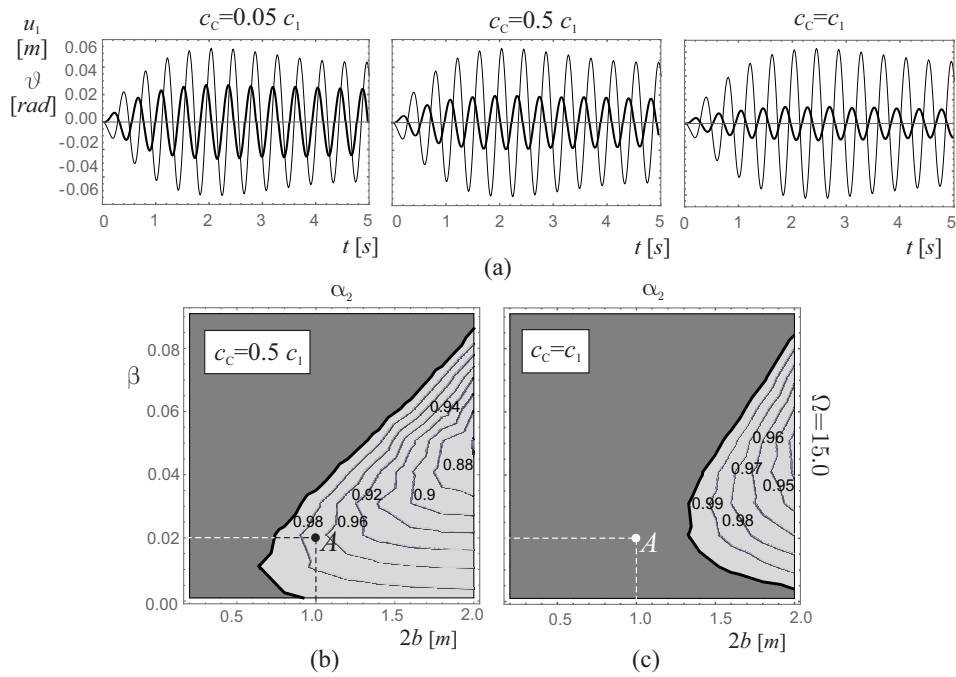 c_C=0.05 c_1 c_C=0.5 c_1 c_C=c_1
u_1
[m]
ϑ
[rad]
0.06
0.04
0.02
0.00
-0.02
-0.04
-0.06
0 1 2 3 4 5 0 1 2 3 4 5 0 1 2 3 4 5
t [s] t [s] t [s]
(a)
α_2 α_2
c_C=0.5 c_1 c_C=c_1
β
0.08
0.06
0.04
0.02
0.00
0.94
0.88
0.92 0.9
0.98 0.96
A
0.96
0.97
0.95
0.99
0.98
A
Ω=15.0
0.5 1.0 1.5 2.0 0.5 1.0 1.5 2.0
2b [m] 2b [m]
(b) (c)